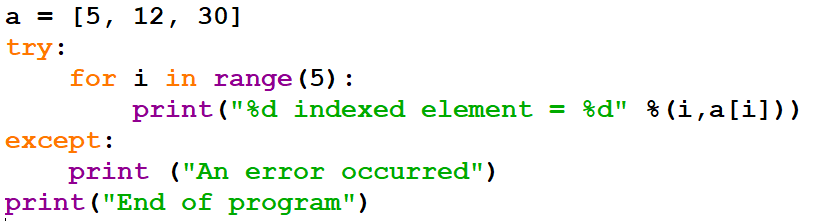 a = [5, 12, 30]
try:
    for i in range(5):
        print("%d indexed element = %d" %(i,a[i]))
except:
    print ("An error occurred")
print("End of program")